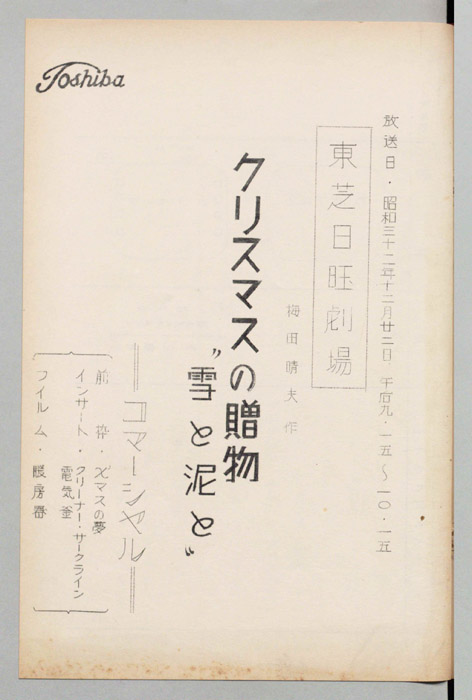 Toshiba
放送日・昭和三十二年十二月廿二日 午后九・一五〜一〇・一五
東芝日曜劇場
梅田晴夫 作
クリスマスの贈物
"雪と泥と"
コマーシャル
前枠・X'マスの夢
インサート・クリーナー・サークライン
電気釜
フイルム・暖房器